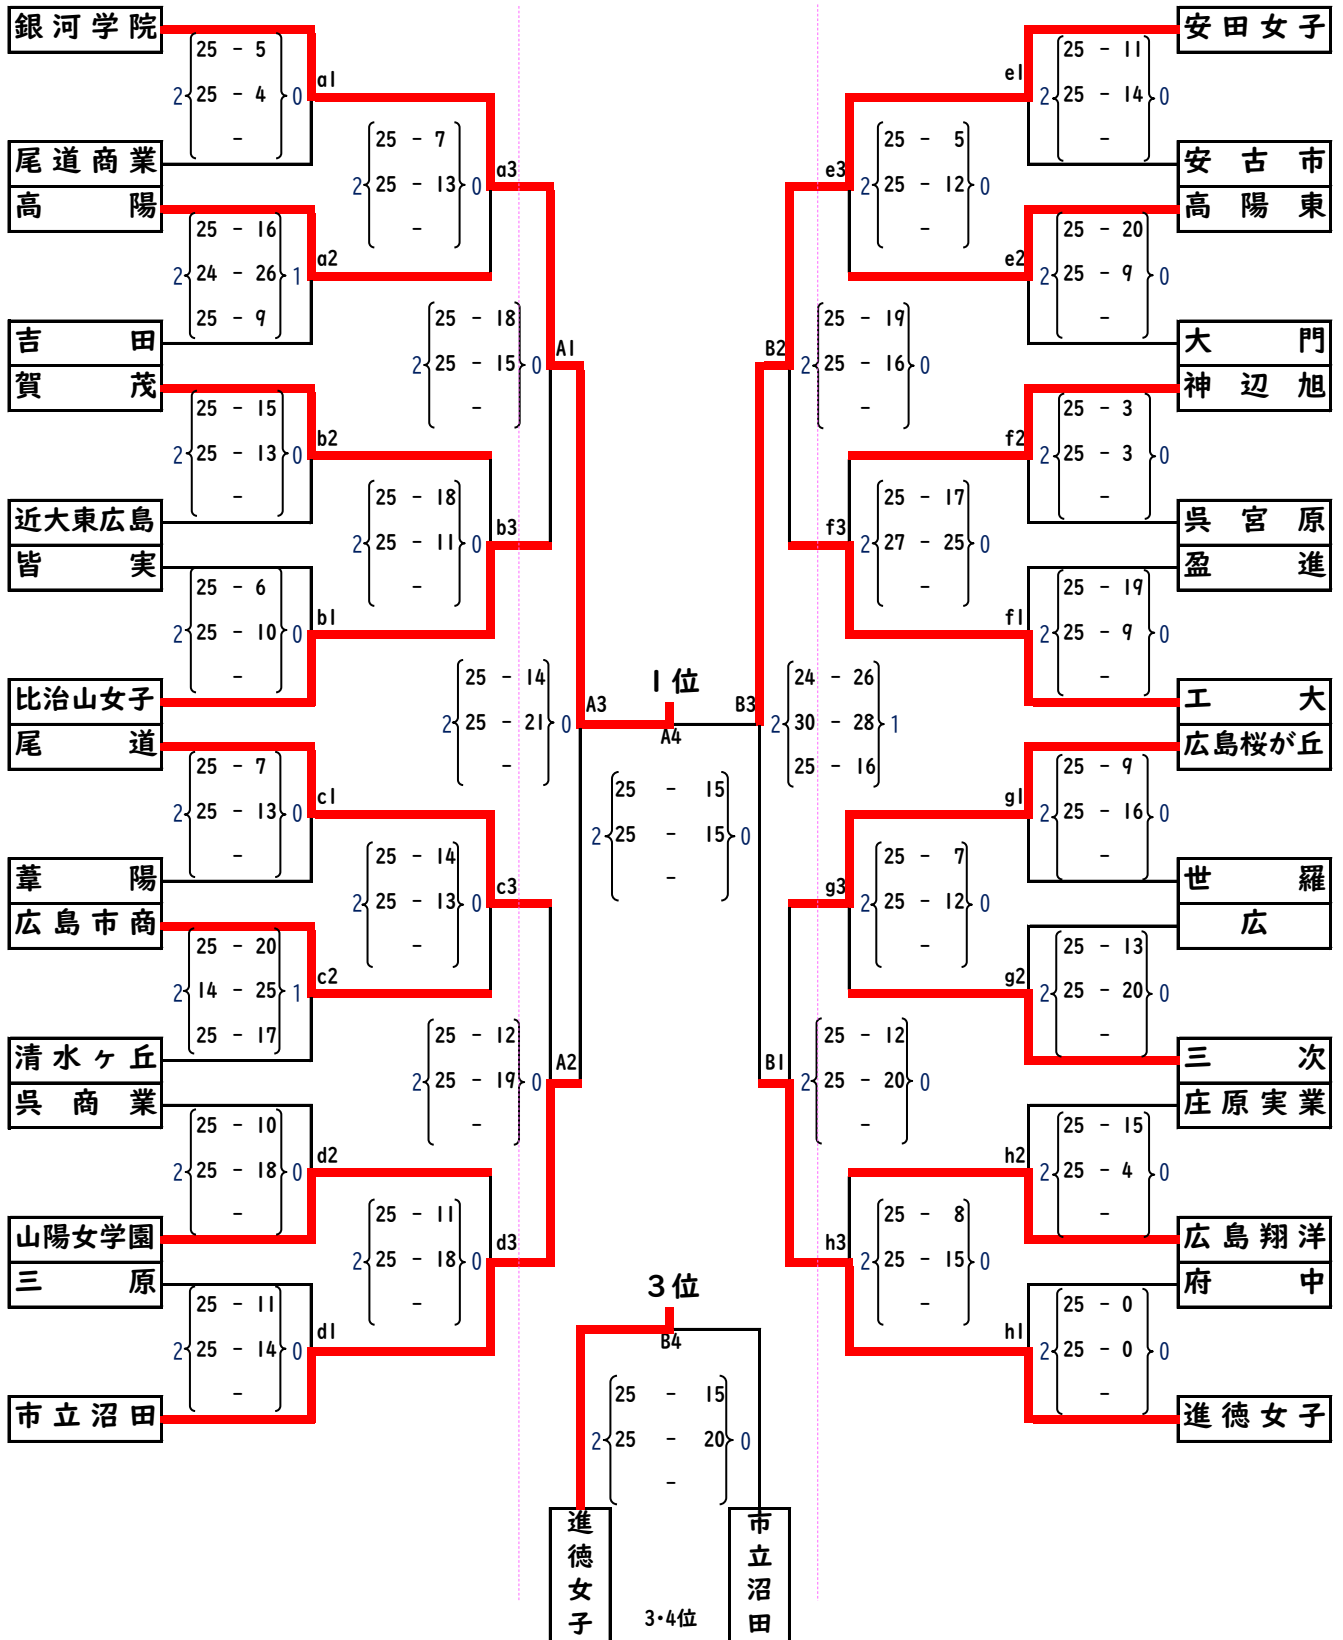 銀河学院
25 - 5
2 25 - 4 0
-
a1
尾道商業
高陽
25 - 16
2 24 - 26 1
25 - 9
a2
吉田
25 - 7
2 25 - 13 0
-
a3
賀茂
25 - 15
2 25 - 13 0
-
b2
近大東広島
皆実
25 - 6
2 25 - 10 0
-
b1
比治山女子
25 - 18
2 25 - 11 0
-
b3
25 - 18
2 25 - 15 0
-
A1
尾道
25 - 7
2 25 - 13 0
-
c1
葦陽
広島市商
25 - 20
2 14 - 25 1
25 - 17
c2
清水ヶ丘
25 - 14
2 25 - 13 0
-
c3
呉商業
25 - 10
2 25 - 18 0
-
d2
山陽女学園
三原
25 - 11
2 25 - 14 0
-
d1
市立沼田
25 - 11
2 25 - 18 0
-
d3
25 - 12
2 25 - 19 0
-
A2
25 - 14
2 25 - 21 0
-
A3
1位
A4
25 - 15
2 25 - 15 0
-
B3
24 - 26
2 30 - 28 1
25 - 16
安田女子
e1
25 - 11
2 25 - 14 0
-
安古市
高陽東
e2
25 - 20
2 25 - 9 0
-
大門
e3
25 - 5
2 25 - 12 0
-
神辺旭
f2
25 - 3
2 25 - 3 0
-
呉宮原
盈進
f1
25 - 19
2 25 - 9 0
-
工大
f3
25 - 17
2 27 - 25 0
-
B2
25 - 19
2 25 - 16 0
-
広島桜が丘
g1
25 - 9
2 25 - 16 0
-
世羅
広
g2
25 - 13
2 25 - 20 0
-
三次
g3
25 - 7
2 25 - 12 0
-
庄原実業
h2
25 - 15
2 25 - 4 0
-
広島翔洋
府中
h1
25 - 0
2 25 - 0 0
-
進徳女子
h3
25 - 8
2 25 - 15 0
-
B1
25 - 12
2 25 - 20 0
-
3位
B4
25 - 15
2 25 - 20 0
-
進徳女子
3・4位
市立沼田